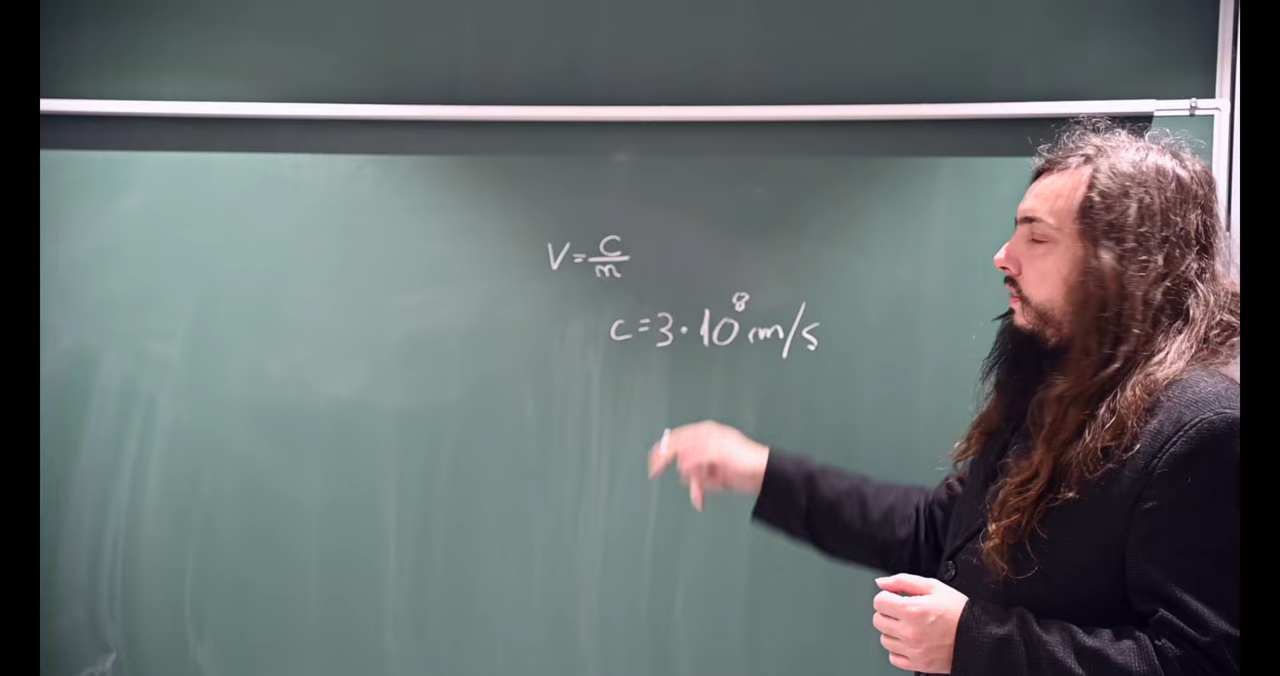 V = c/m
c = 3 · 10⁸ m/s